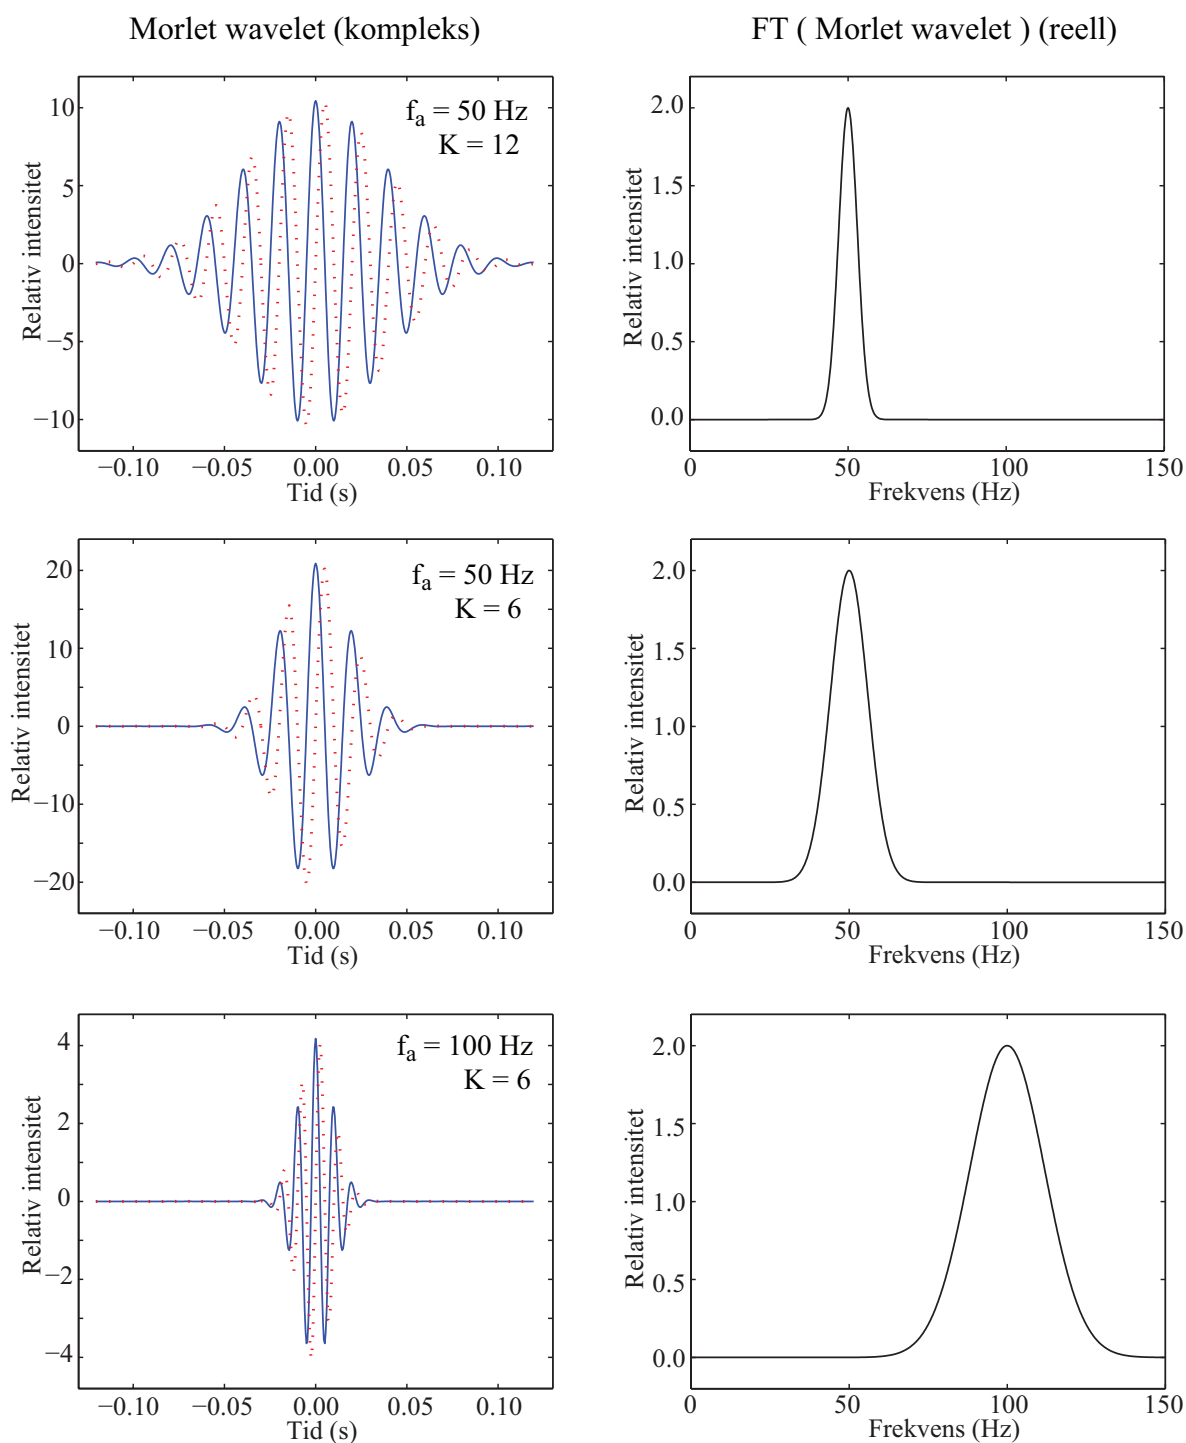 Morlet wavelet (kompleks)
FT ( Morlet wavelet ) (reell)
Relativ intensitet
10
5
0
−5
−10
f_a = 50 Hz
K = 12
−0.10 −0.05 0.00 0.05 0.10
Tid (s)
Relativ intensitet
2.0
1.5
1.0
0.5
0.0
0 50 100 150
Frekvens (Hz)
Relativ intensitet
20
10
0
−10
−20
f_a = 50 Hz
K = 6
−0.10 −0.05 0.00 0.05 0.10
Tid (s)
Relativ intensitet
2.0
1.5
1.0
0.5
0.0
0 50 100 150
Frekvens (Hz)
Relativ intensitet
4
2
0
−2
−4
f_a = 100 Hz
K = 6
−0.10 −0.05 0.00 0.05 0.10
Tid (s)
Relativ intensitet
2.0
1.5
1.0
0.5
0.0
0 50 100 150
Frekvens (Hz)